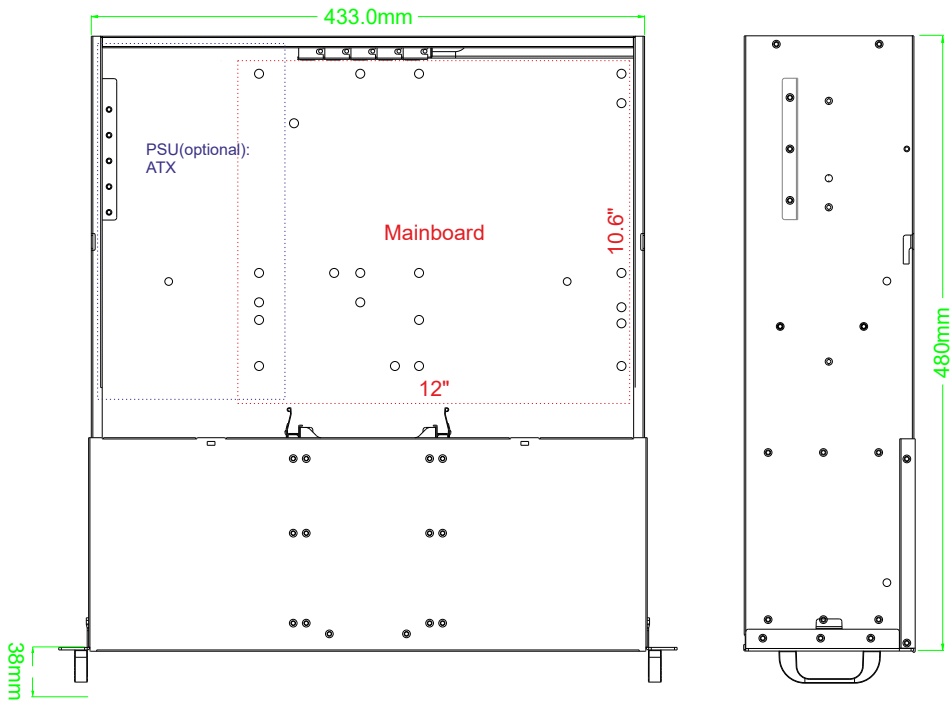 433.0mm
PSU(optional):
ATX
Mainboard
10.6"
12"
480mm
38mm